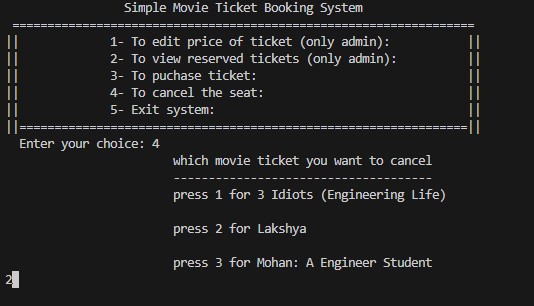 Simple Movie Ticket Booking System
====================================================================
|| 1- To edit price of ticket (only admin): ||
|| 2- To view reserved tickets (only admin): ||
|| 3- To puchase ticket: ||
|| 4- To cancel the seat: ||
|| 5- Exit system: ||
||==================================================================||
Enter your choice: 4
which movie ticket you want to cancel
-------------------------------------
press 1 for 3 Idiots (Engineering Life)
press 2 for Lakshya
press 3 for Mohan: A Engineer Student
2